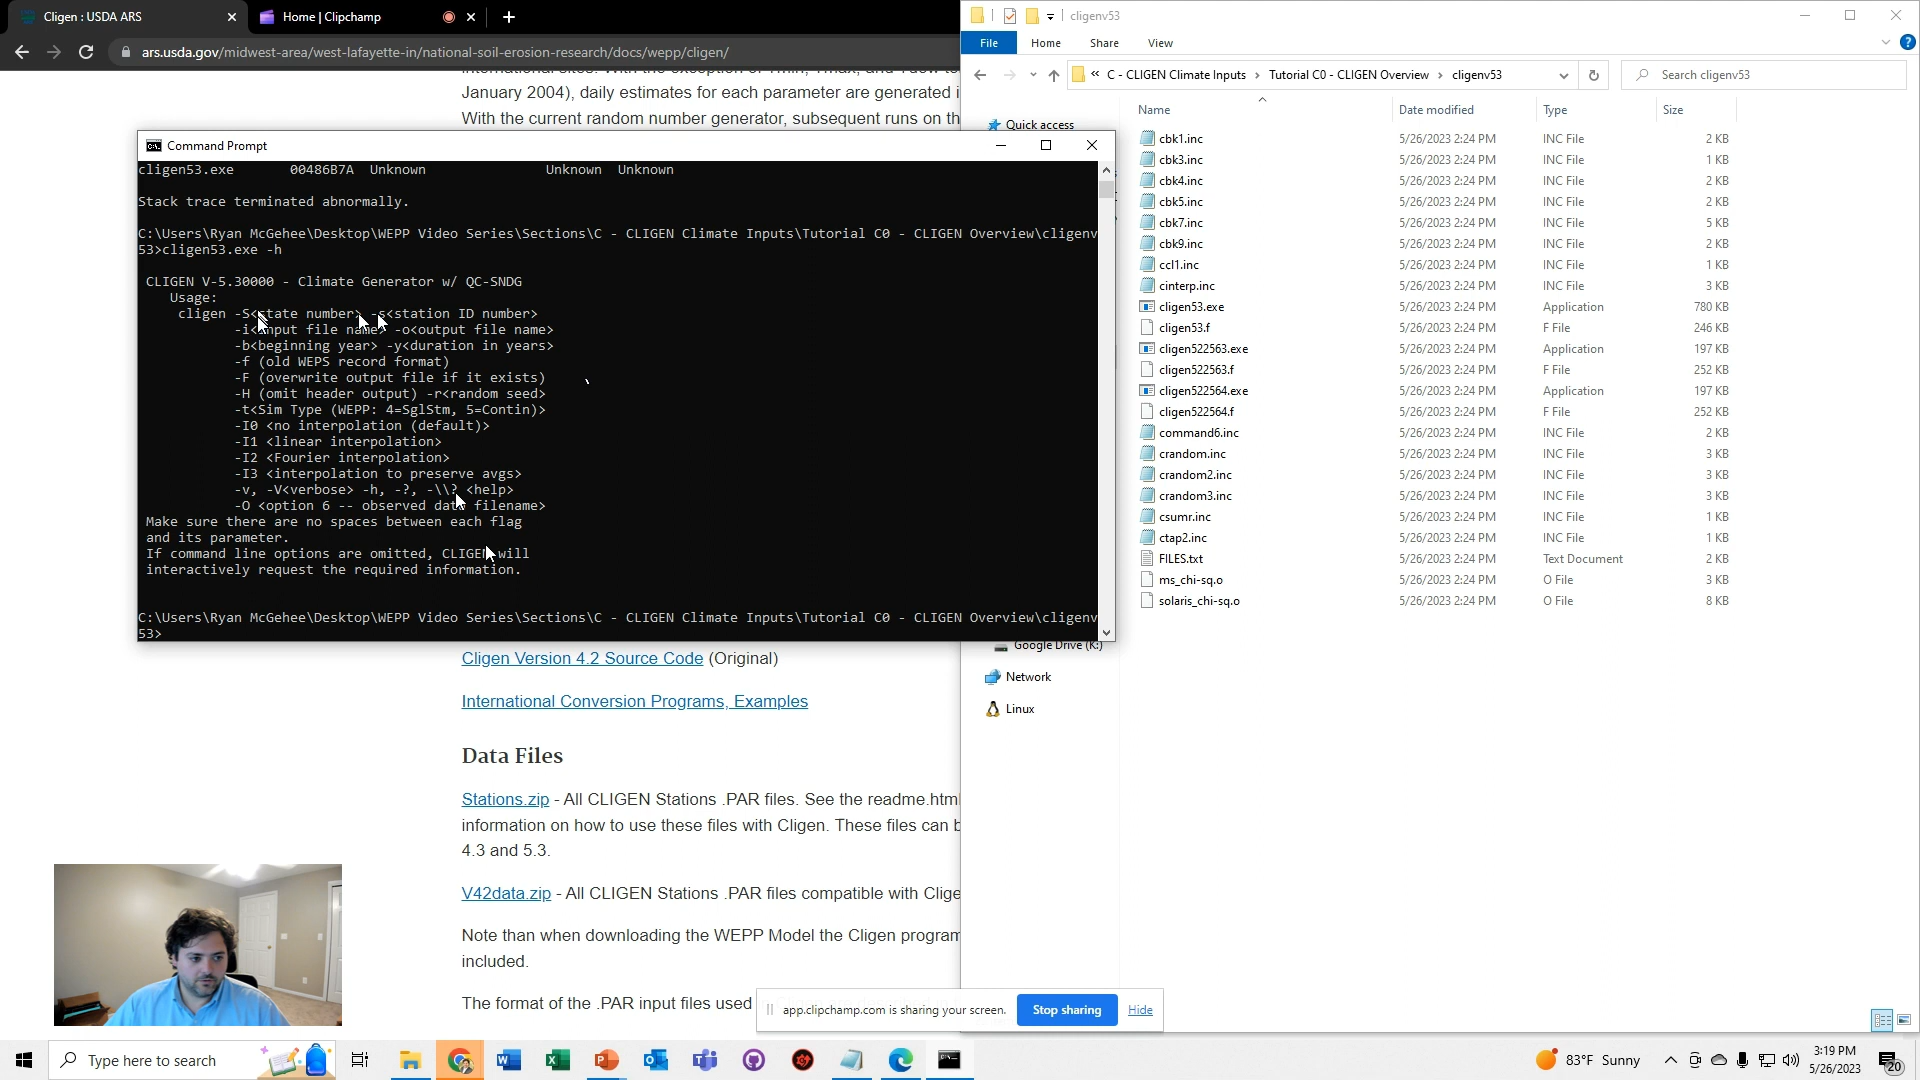 Cligen : USDA ARS
Home | Clipchamp
cligenv53
ars.usda.gov/midwest-area/west-lafayette-in/national-soil-erosion-research/docs/wepp/cligen/
File
Home
Share
View
« C - CLIGEN Climate Inputs › Tutorial C0 - CLIGEN Overview › cligenv53
Search cligenv53
January 2004), daily estimates for each parameter are generated i
With the current random number generator, subsequent runs on th
Quick access
Name Date modified Type Size
cbk1.inc 5/26/2023 2:24 PM INC File 2 KB
cbk3.inc 5/26/2023 2:24 PM INC File 1 KB
cbk4.inc 5/26/2023 2:24 PM INC File 2 KB
cbk5.inc 5/26/2023 2:24 PM INC File 2 KB
cbk7.inc 5/26/2023 2:24 PM INC File 5 KB
cbk9.inc 5/26/2023 2:24 PM INC File 2 KB
ccl1.inc 5/26/2023 2:24 PM INC File 1 KB
cinterp.inc 5/26/2023 2:24 PM INC File 3 KB
cligen53.exe 5/26/2023 2:24 PM Application 780 KB
cligen53.f 5/26/2023 2:24 PM F File 246 KB
cligen522563.exe 5/26/2023 2:24 PM Application 197 KB
cligen522563.f 5/26/2023 2:24 PM F File 252 KB
cligen522564.exe 5/26/2023 2:24 PM Application 197 KB
cligen522564.f 5/26/2023 2:24 PM F File 252 KB
command6.inc 5/26/2023 2:24 PM INC File 2 KB
crandom.inc 5/26/2023 2:24 PM INC File 3 KB
crandom2.inc 5/26/2023 2:24 PM INC File 3 KB
crandom3.inc 5/26/2023 2:24 PM INC File 3 KB
csumr.inc 5/26/2023 2:24 PM INC File 1 KB
ctap2.inc 5/26/2023 2:24 PM INC File 1 KB
FILES.txt 5/26/2023 2:24 PM Text Document 2 KB
ms_chi-sq.o 5/26/2023 2:24 PM O File 3 KB
solaris_chi-sq.o 5/26/2023 2:24 PM O File 8 KB
Google Drive (K:)
Network
Linux
Command Prompt
cligen53.exe 00486B7A Unknown Unknown Unknown
Stack trace terminated abnormally.
C:\Users\Ryan McGehee\Desktop\WEPP Video Series\Sections\C - CLIGEN Climate Inputs\Tutorial C0 - CLIGEN Overview\cligenv
53>cligen53.exe -h
CLIGEN V-5.30000 - Climate Generator w/ QC-SNDG
Usage:
cligen -S<state number> -s<station ID number>
-i<input file name> -o<output file name>
-b<beginning year> -y<duration in years>
-f (old WEPS record format)
-F (overwrite output file if it exists)
-H (omit header output) -r<random seed>
-t<Sim Type (WEPP: 4=SglStm, 5=Contin)>
-I0 <no interpolation (default)>
-I1 <linear interpolation>
-I2 <Fourier interpolation>
-I3 <interpolation to preserve avgs>
-v, -V<verbose> -h, -?, -\\? <help>
-O <option 6 -- observed data filename>
Make sure there are no spaces between each flag
and its parameter.
If command line options are omitted, CLIGEN will
interactively request the required information.
C:\Users\Ryan McGehee\Desktop\WEPP Video Series\Sections\C - CLIGEN Climate Inputs\Tutorial C0 - CLIGEN Overview\cligenv
53>
Cligen Version 4.2 Source Code (Original)
International Conversion Programs, Examples
Data Files
Stations.zip - All CLIGEN Stations .PAR files. See the readme.html
information on how to use these files with Cligen. These files can b
4.3 and 5.3.
V42data.zip - All CLIGEN Stations .PAR files compatible with Clige
Note than when downloading the WEPP Model the Cligen program
included.
The format of the .PAR input files used
app.clipchamp.com is sharing your screen.
Stop sharing
Hide
Type here to search
83°F Sunny
3:19 PM
5/26/2023
20